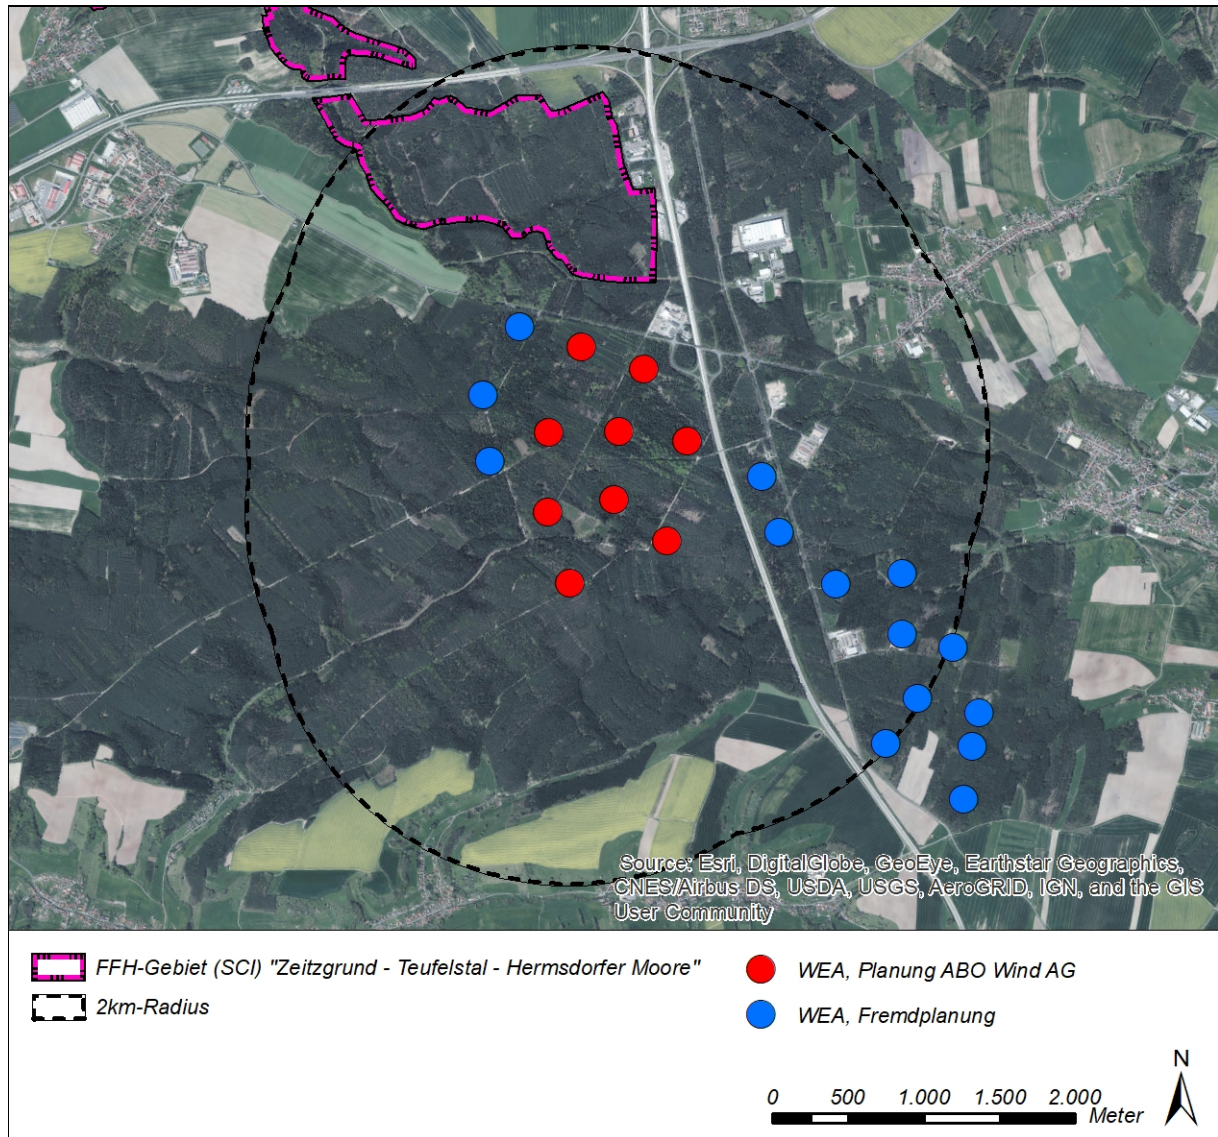 Source: Esri, DigitalGlobe, GeoEye, Earthstar Geographics,
CNES/Airbus DS, USDA, USGS, AeroGRID, IGN, and the GIS
User Community
FFH-Gebiet (SCI) "Zeitzgrund - Teufelstal - Hermsdorfer Moore"
2km-Radius
WEA, Planung ABO Wind AG
WEA, Fremdplanung
N
0 500 1.000 1.500 2.000
Meter